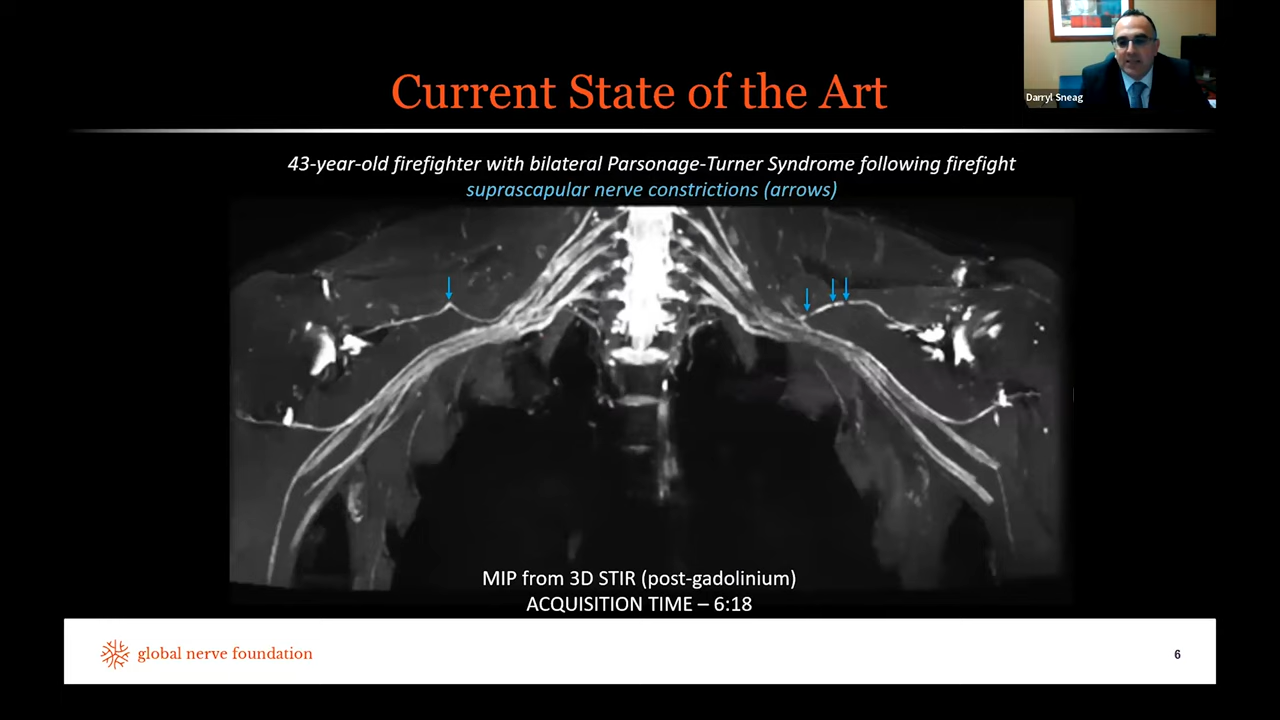 Current State of the Art
Darryl Sneag
43-year-old firefighter with bilateral Parsonage-Turner Syndrome following firefight
suprascapular nerve constrictions (arrows)
MIP from 3D STIR (post-gadolinium)
ACQUISITION TIME – 6:18
global nerve foundation
6